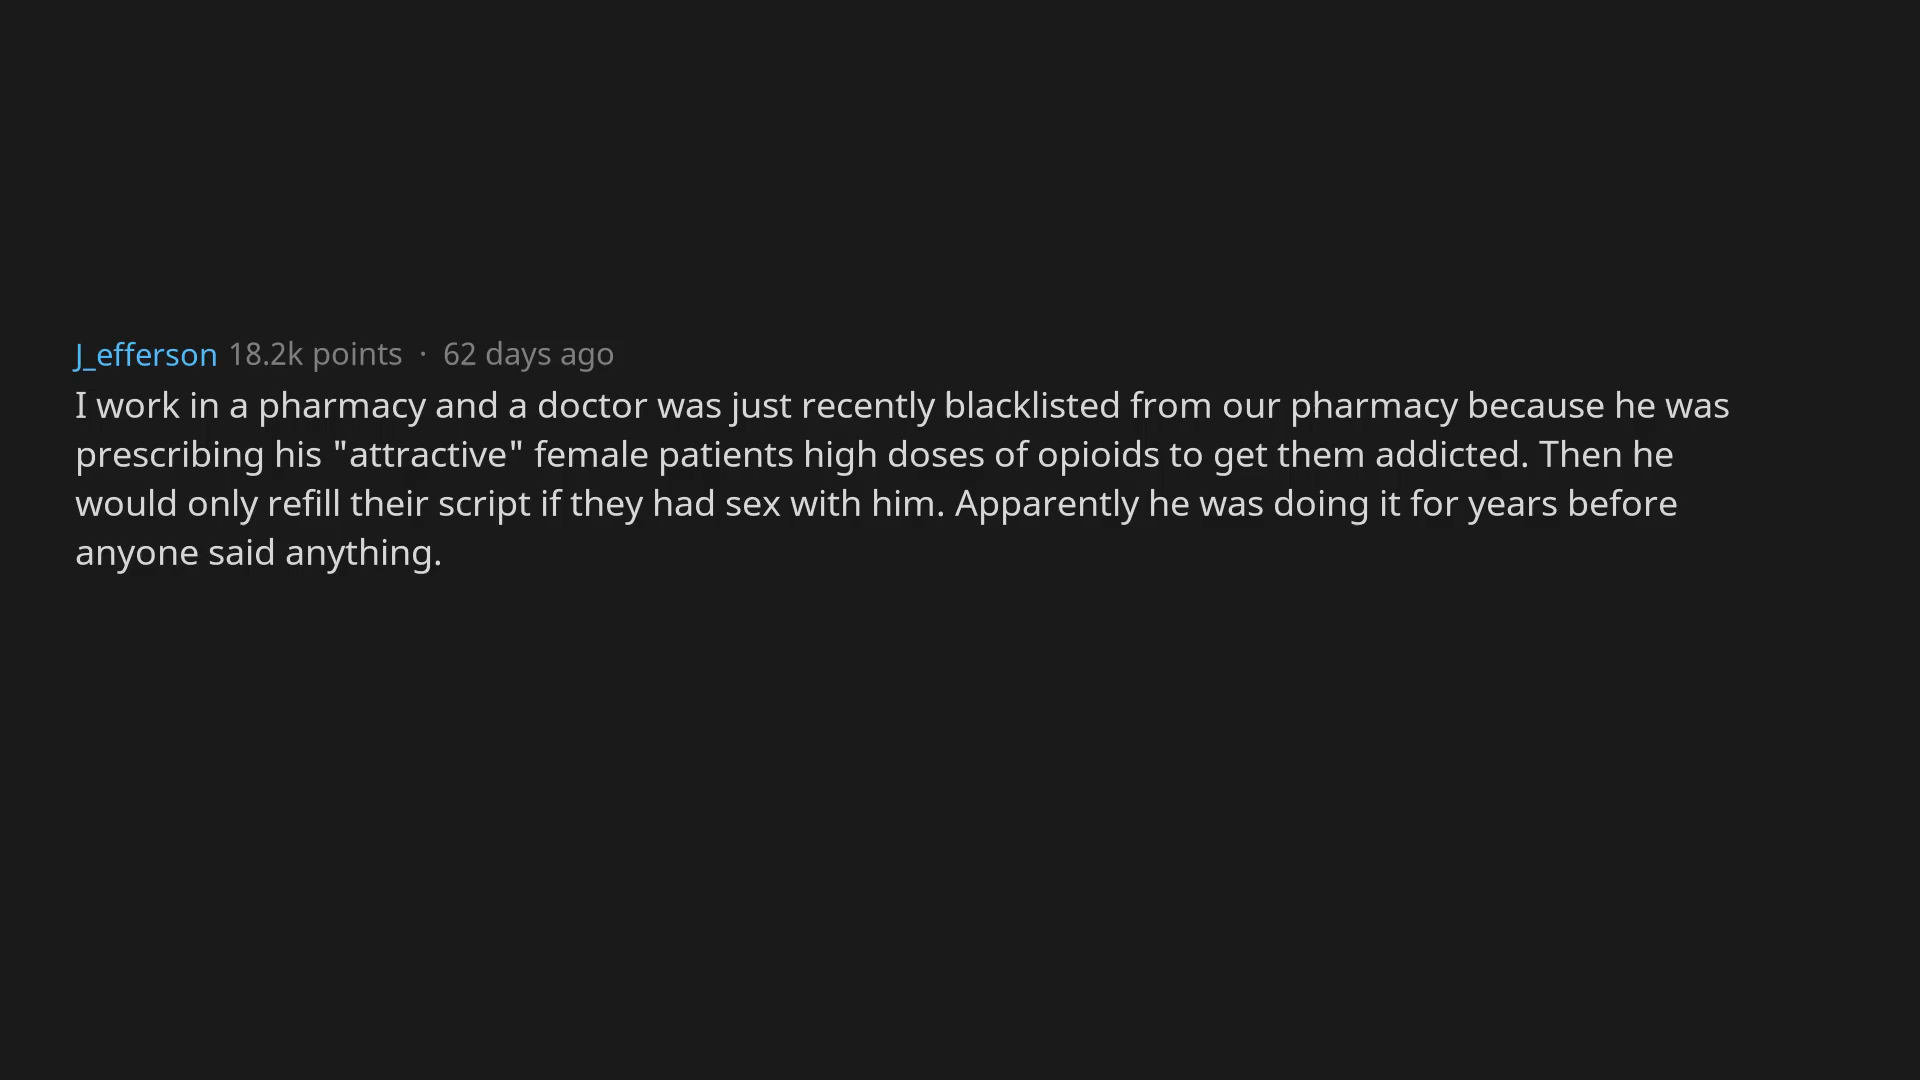 J_efferson 18.2k points · 62 days ago
I work in a pharmacy and a doctor was just recently blacklisted from our pharmacy because he was
prescribing his "attractive" female patients high doses of opioids to get them addicted. Then he
would only refill their script if they had sex with him. Apparently he was doing it for years before
anyone said anything.